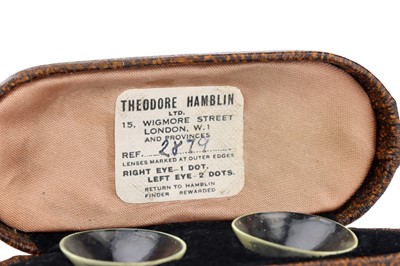 THEODORE HAMBLIN
LTD.
15, WIGMORE STREET
LONDON, W.1
AND PROVINCES
REF. 2879
LENSES MARKED AT OUTER EDGES
RIGHT EYE-1 DOT.
LEFT EYE-2 DOTS.
RETURN TO HAMBLIN
FINDER REWARDED